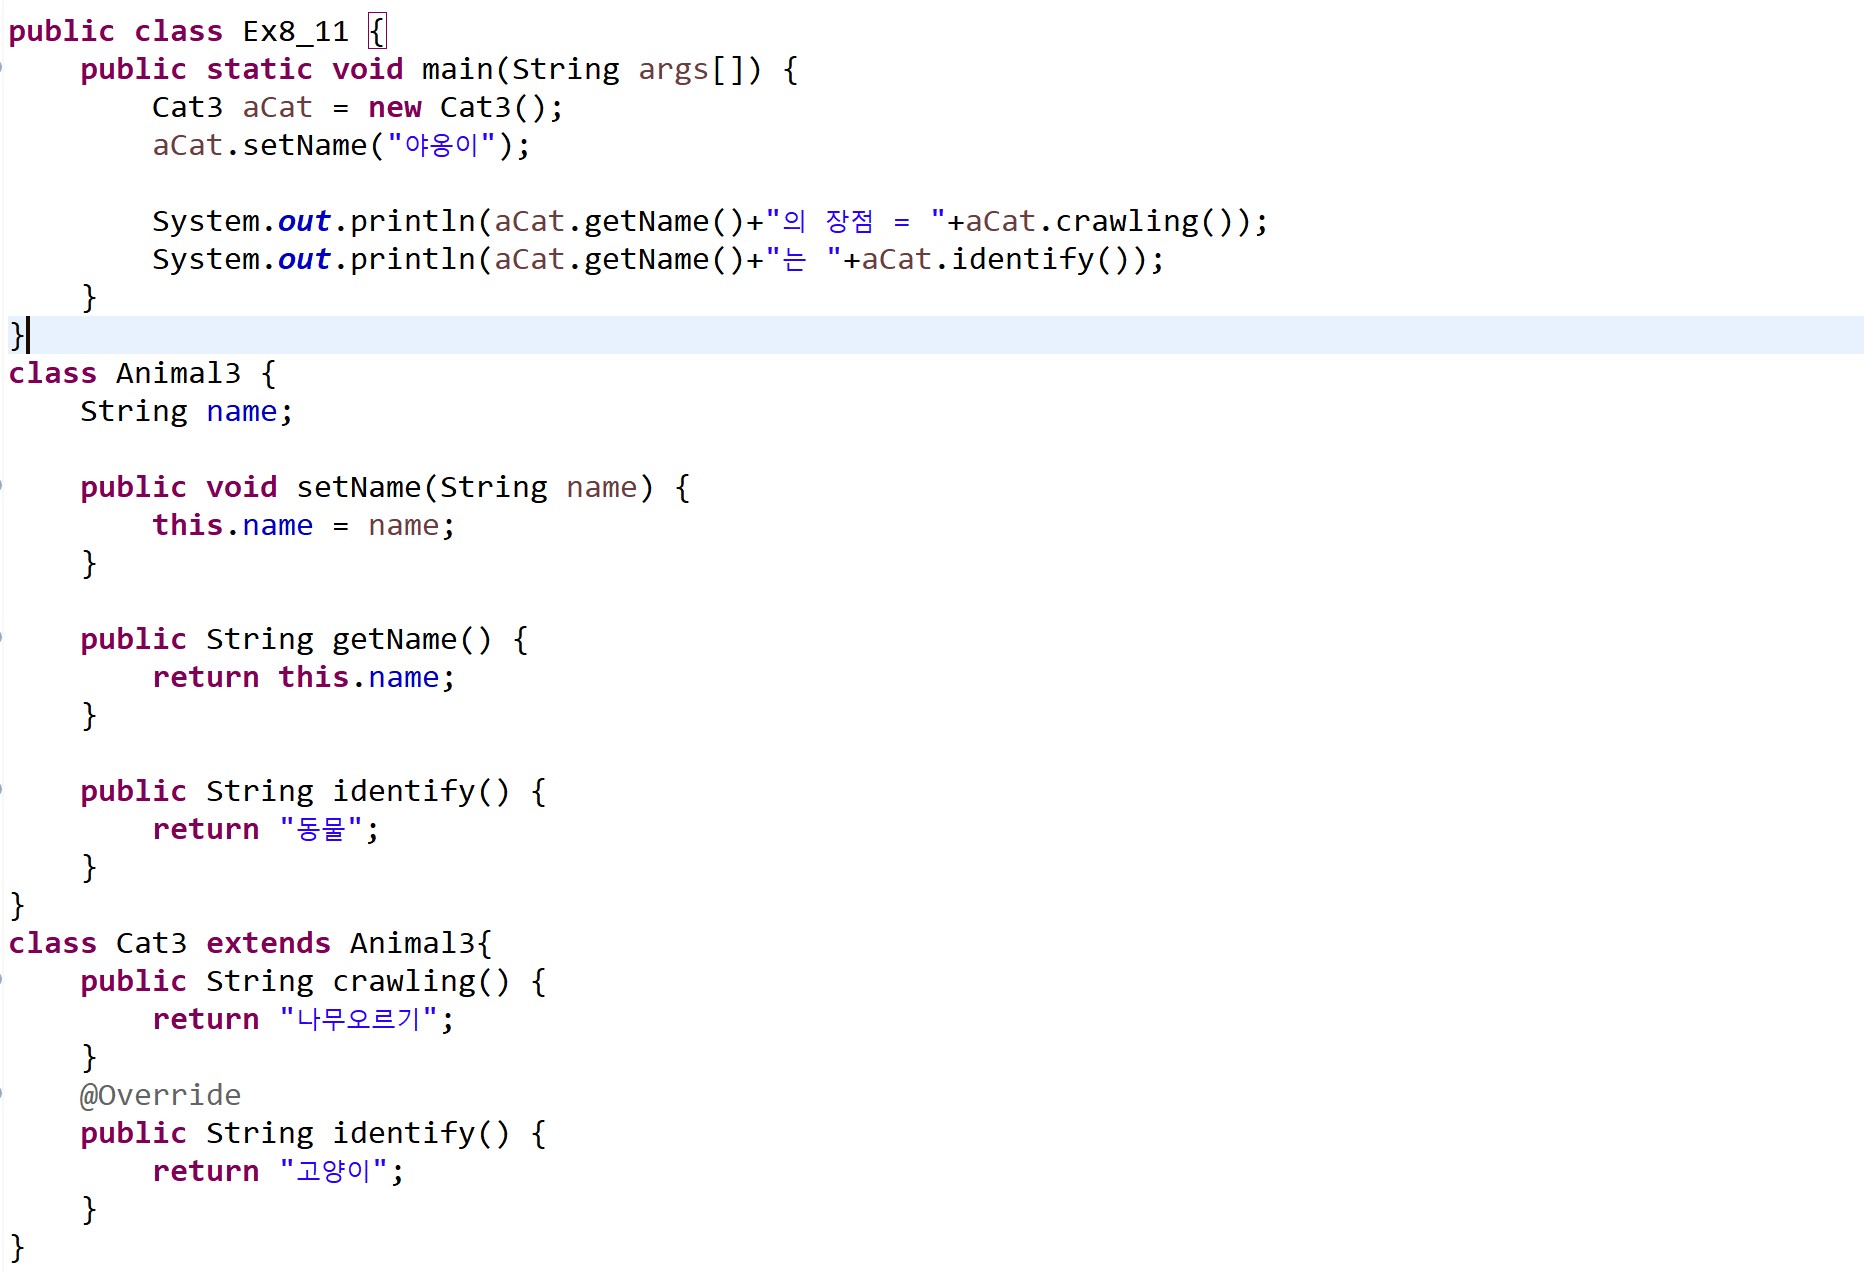 public class Ex8_11 {
    public static void main(String args[]) {
        Cat3 aCat = new Cat3();
        aCat.setName("야옹이");

        System.out.println(aCat.getName()+"의 장점 = "+aCat.crawling());
        System.out.println(aCat.getName()+"는 "+aCat.identify());
    }
}
class Animal3 {
    String name;

    public void setName(String name) {
        this.name = name;
    }

    public String getName() {
        return this.name;
    }

    public String identify() {
        return "동물";
    }
}
class Cat3 extends Animal3{
    public String crawling() {
        return "나무오르기";
    }
    @Override
    public String identify() {
        return "고양이";
    }
}